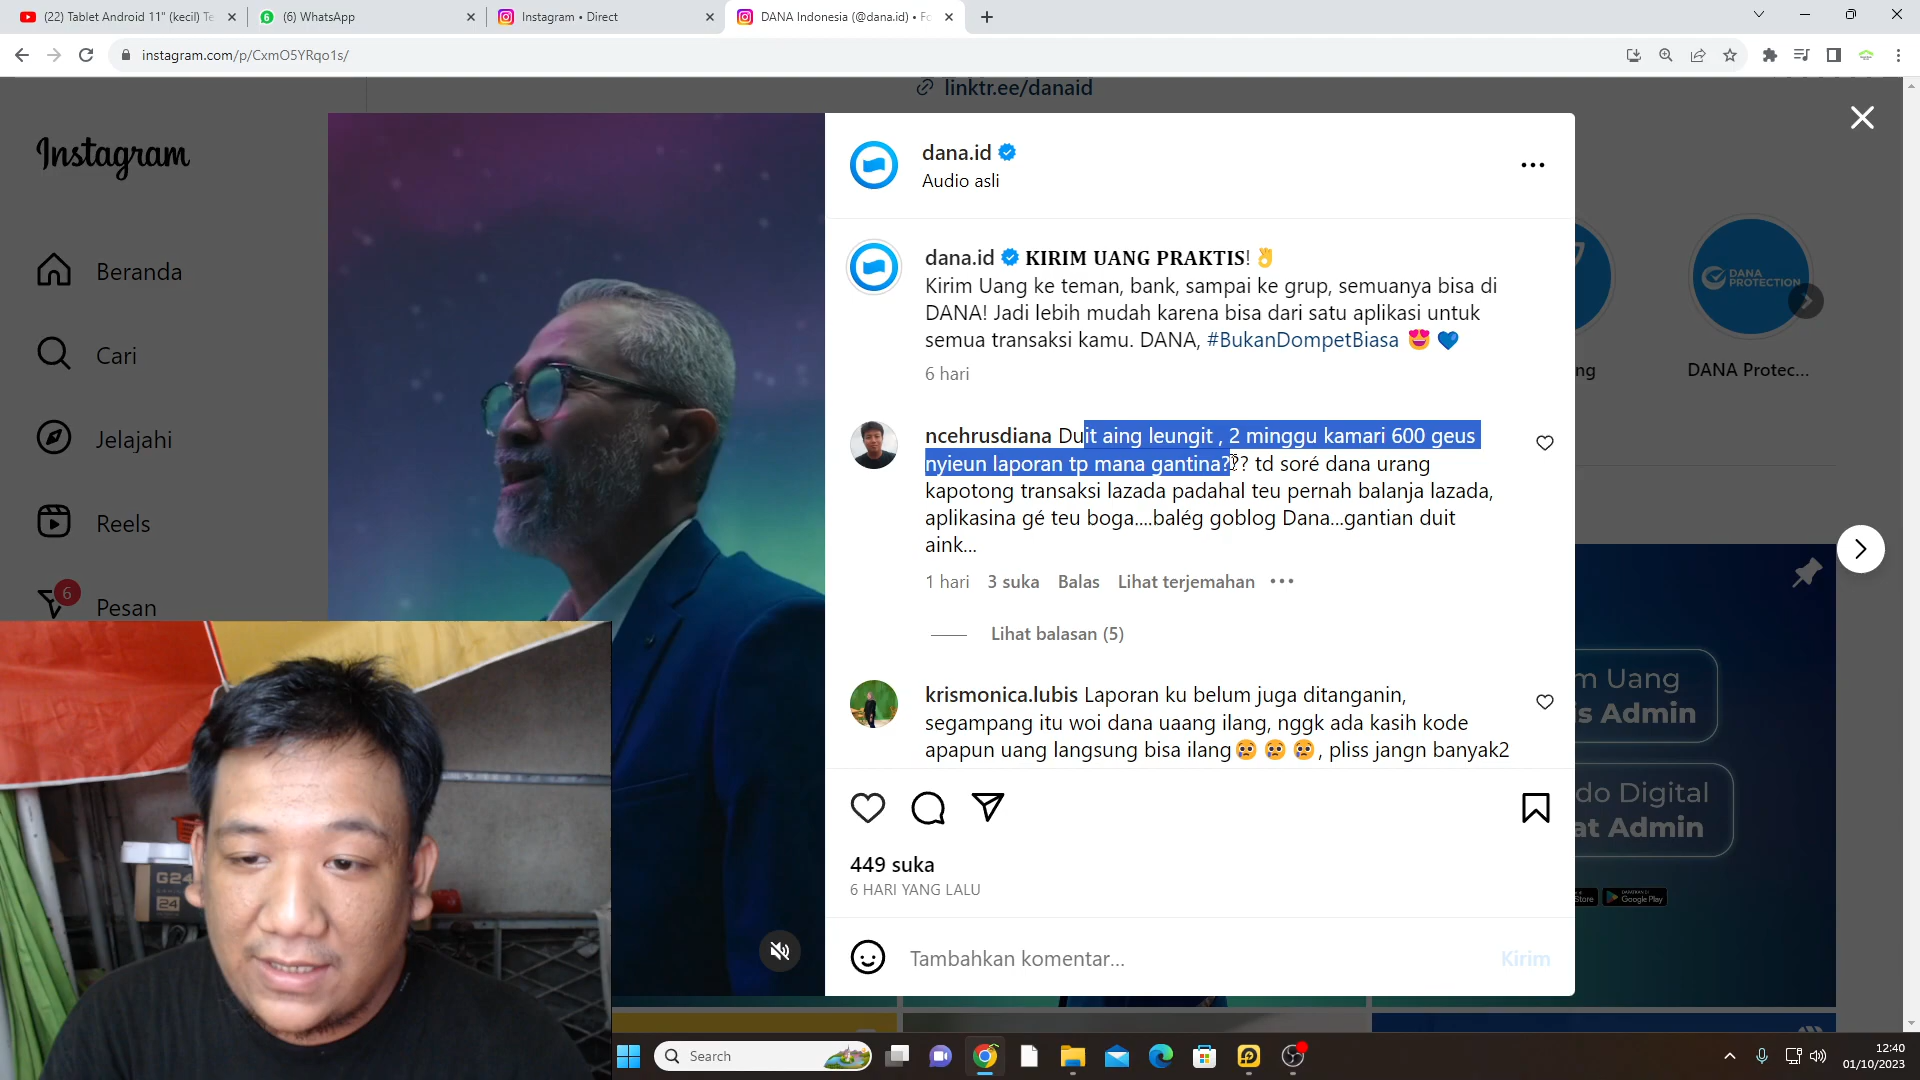 (22) Tablet Android 11" (kecil) Te
(6) WhatsApp
Instagram • Direct
DANA Indonesia (@dana.id) • Fo
instagram.com/p/CxmO5YRqo1s/
linktr.ee/danaid
Instagram
Beranda
Cari
Jelajahi
Reels
6
Pesan
dana.id
Audio asli
dana.id KIRIM UANG PRAKTIS!👌
Kirim Uang ke teman, bank, sampai ke grup, semuanya bisa di
DANA! Jadi lebih mudah karena bisa dari satu aplikasi untuk
semua transaksi kamu. DANA, #BukanDompetBiasa 😍 💙
6 hari
ncehrusdiana Duit aing leungit , 2 minggu kamari 600 geus
nyieun laporan tp mana gantina??? td soré dana urang
kapotong transaksi lazada padahal teu pernah balanja lazada,
aplikasina gé teu boga....balég goblog Dana...gantian duit
aink...
1 hari 3 suka Balas Lihat terjemahan •••
Lihat balasan (5)
krismonica.lubis Laporan ku belum juga ditanganin,
segampang itu woi dana uaang ilang, nggk ada kasih kode
apapun uang langsung bisa ilang😢 😢 😢, pliss jangn banyak2
449 suka
6 HARI YANG LALU
Tambahkan komentar...
Kirim
DANA
PROTECTION
ng
DANA Protec...
m Uang
s Admin
do Digital
at Admin
Store
Google Play
G24
24
Search
12:40
01/10/2023